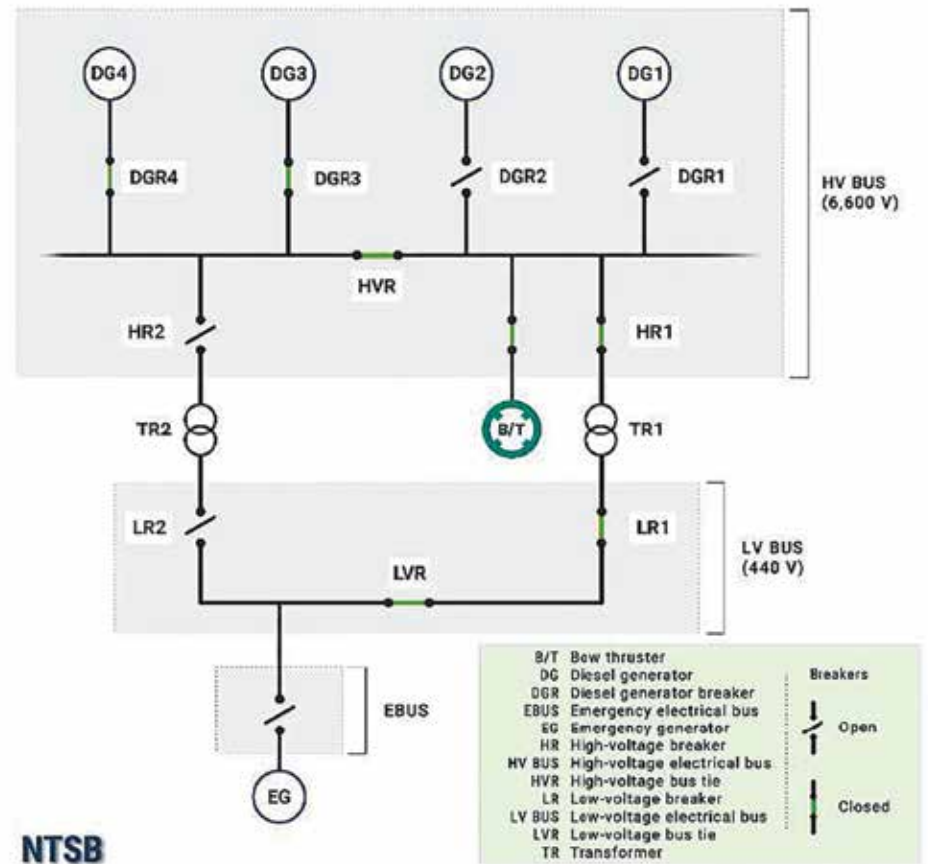 DG4 DG3 DG2 DG1
DGR4 DGR3 DGR2 DGR1
HV BUS
(6,600 V)
HVR
HR2 HR1
TR2 B/T TR1
LR2 LR1
LV BUS
(440 V)
LVR
EBUS
EG
B/T Bow thruster
DG Diesel generator
DGR Diesel generator breaker
EBUS Emergency electrical bus
EG Emergency generator
HR High-voltage breaker
HV BUS High-voltage electrical bus
HVR High-voltage bus tie
LR Low-voltage breaker
LV BUS Low-voltage electrical bus
LVR Low-voltage bus tie
TR Transformer
Breakers
Open
Closed
NTSB